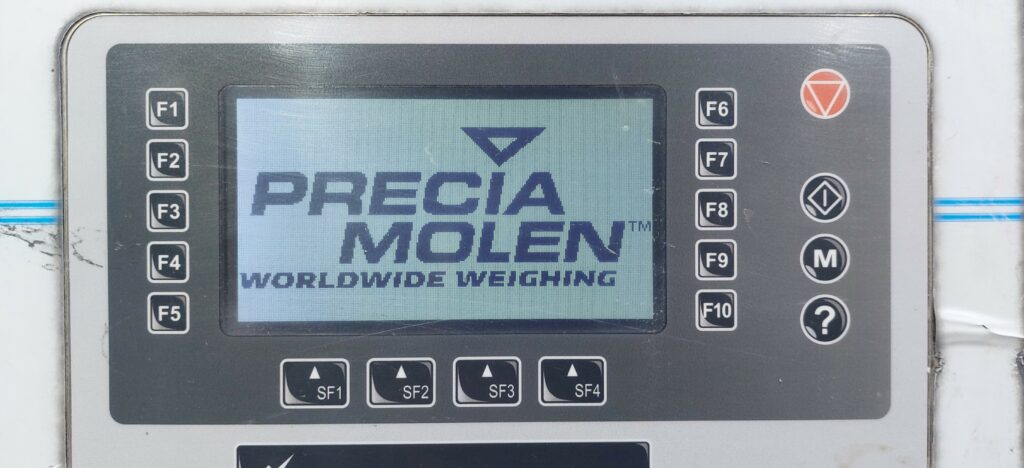 F1
F2
F3
F4
F5
PRECIA
MOLEN™
WORLDWIDE WEIGHING
F6
F7
F8
F9
F10
M
?
SF1
SF2
SF3
SF4